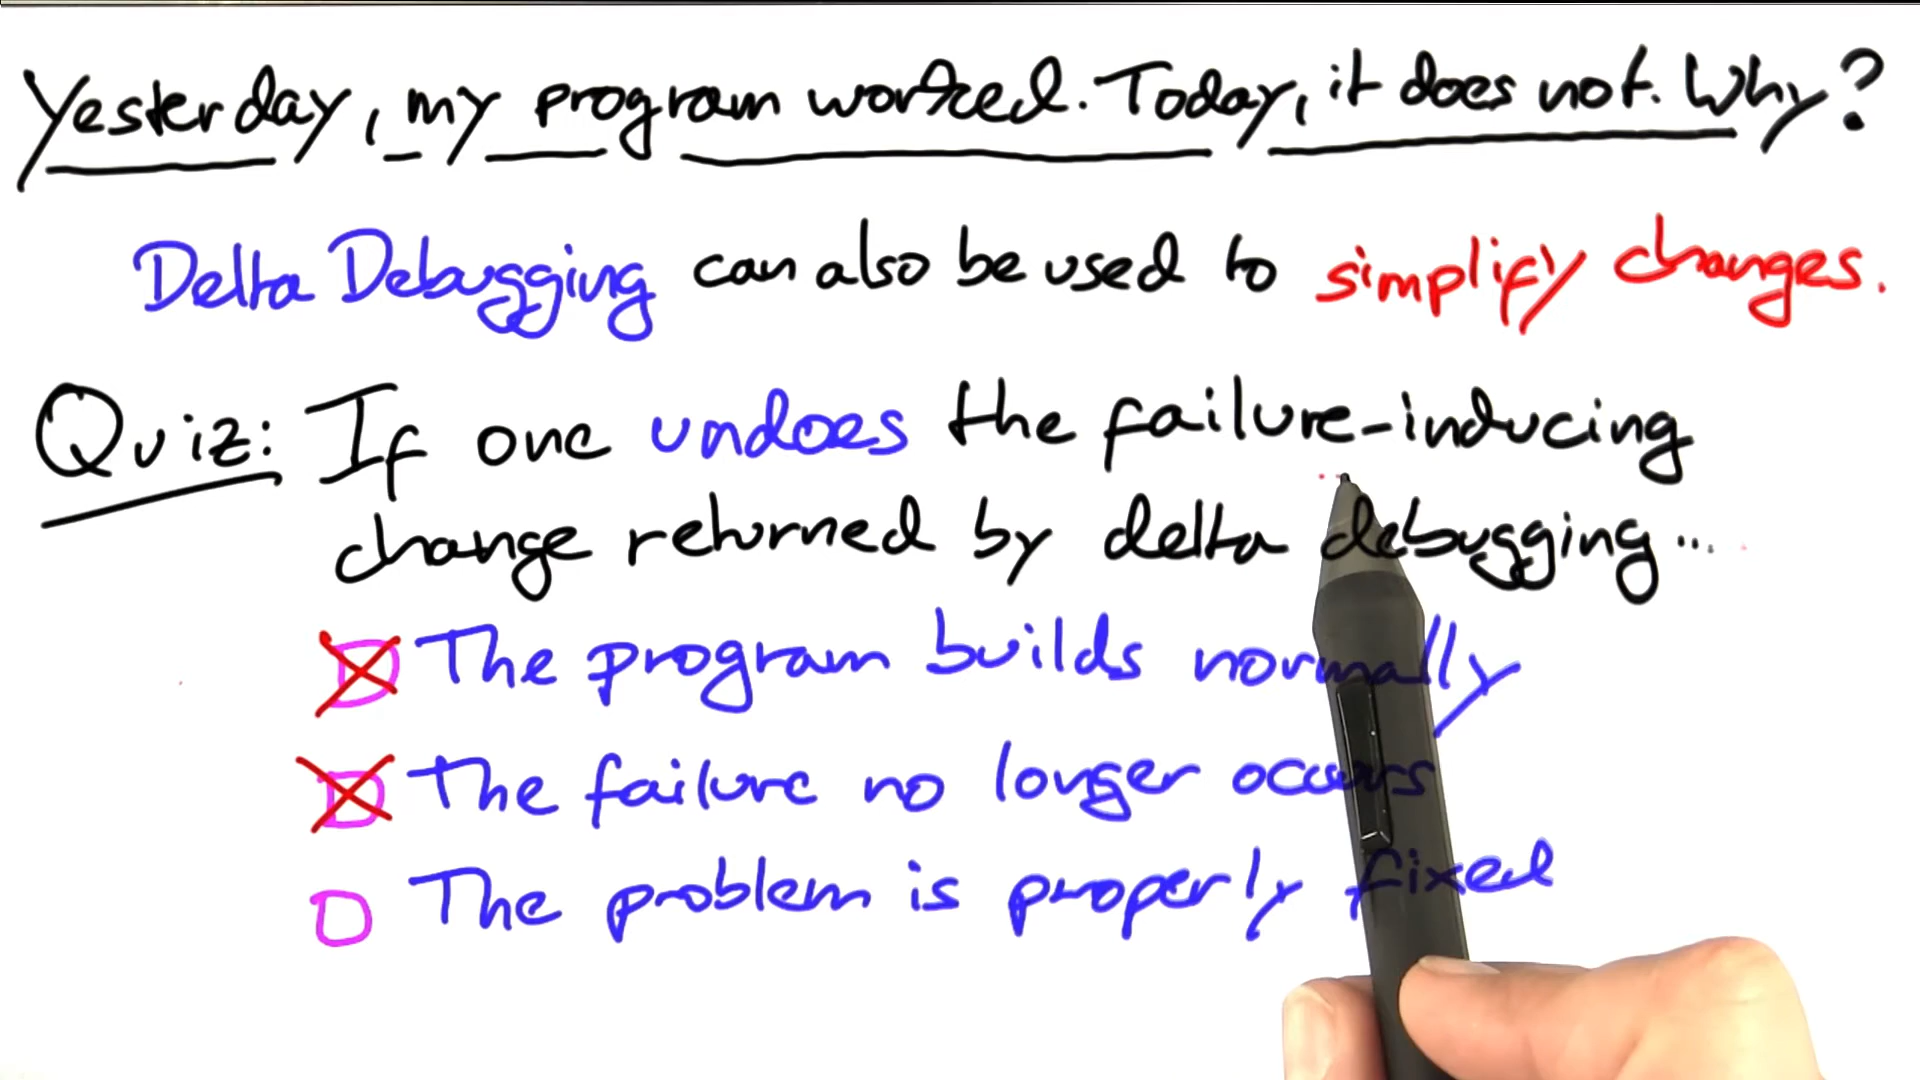 Yesterday, my program worked. Today, it does not. Why?
Delta Debugging can also be used to simplify changes.
Quiz: If one undoes the failure-inducing
change returned by delta debugging...
The program builds normally
The failure no longer occurs
The problem is properly fixed